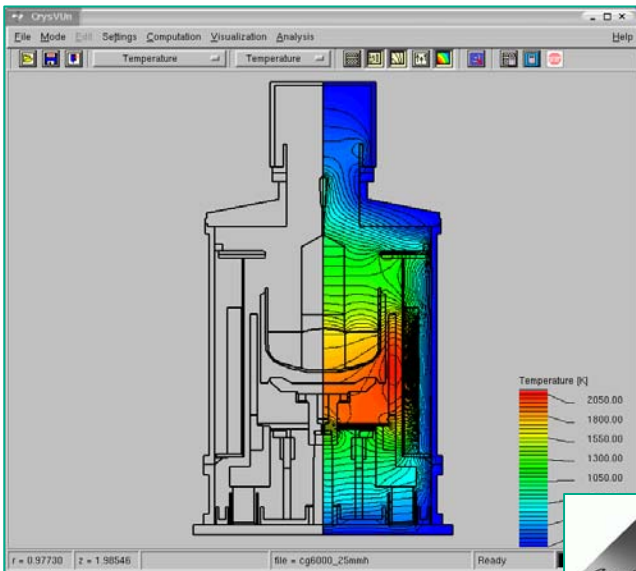 CrysVUn
File Mode Edit Settings Computation Visualization Analysis Help
Temperature Temperature
Temperature [K]
2050.00
1800.00
1550.00
1300.00
1050.00
r = 0.97730 z = 1.98546 file = cg6000_25mmh Ready